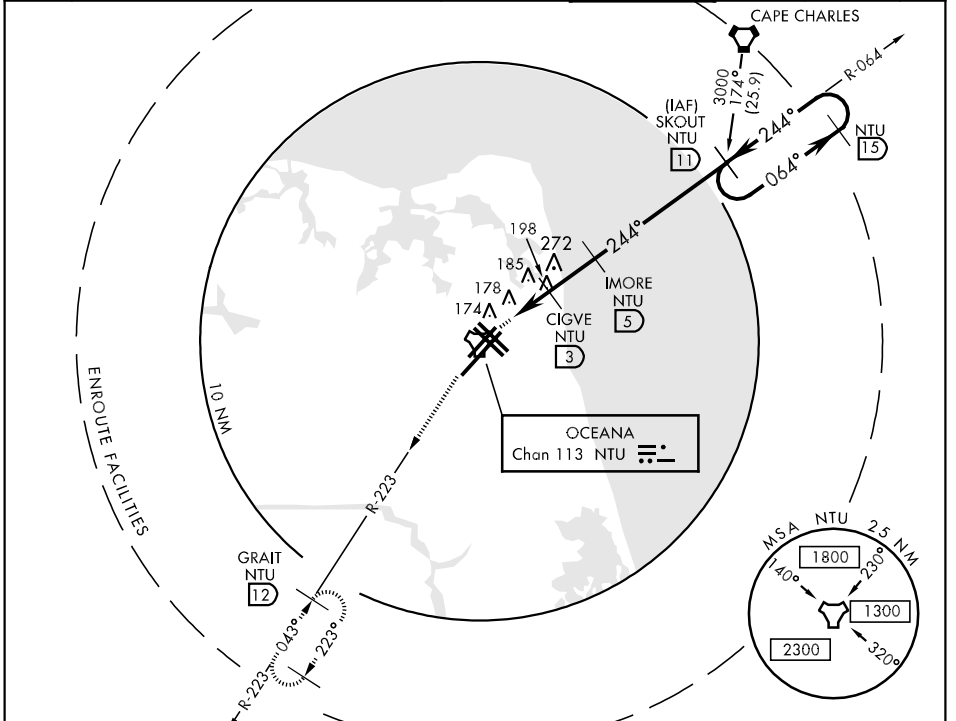 CAPE CHARLES
R-064
3000
174°
(25.9)
(IAF)
SKOUT
NTU
11
244°
064°
NTU
15
244°
198
272
185
178
174
IMORE
NTU
5
CIGVE
NTU
3
10 NM
ENROUTE FACILITIES
OCEANA
Chan 113 NTU
R-223
GRAIT
NTU
12
043°
223°
R-223
MSA NTU 25 NM
1800
140°
230°
1300
2300
320°